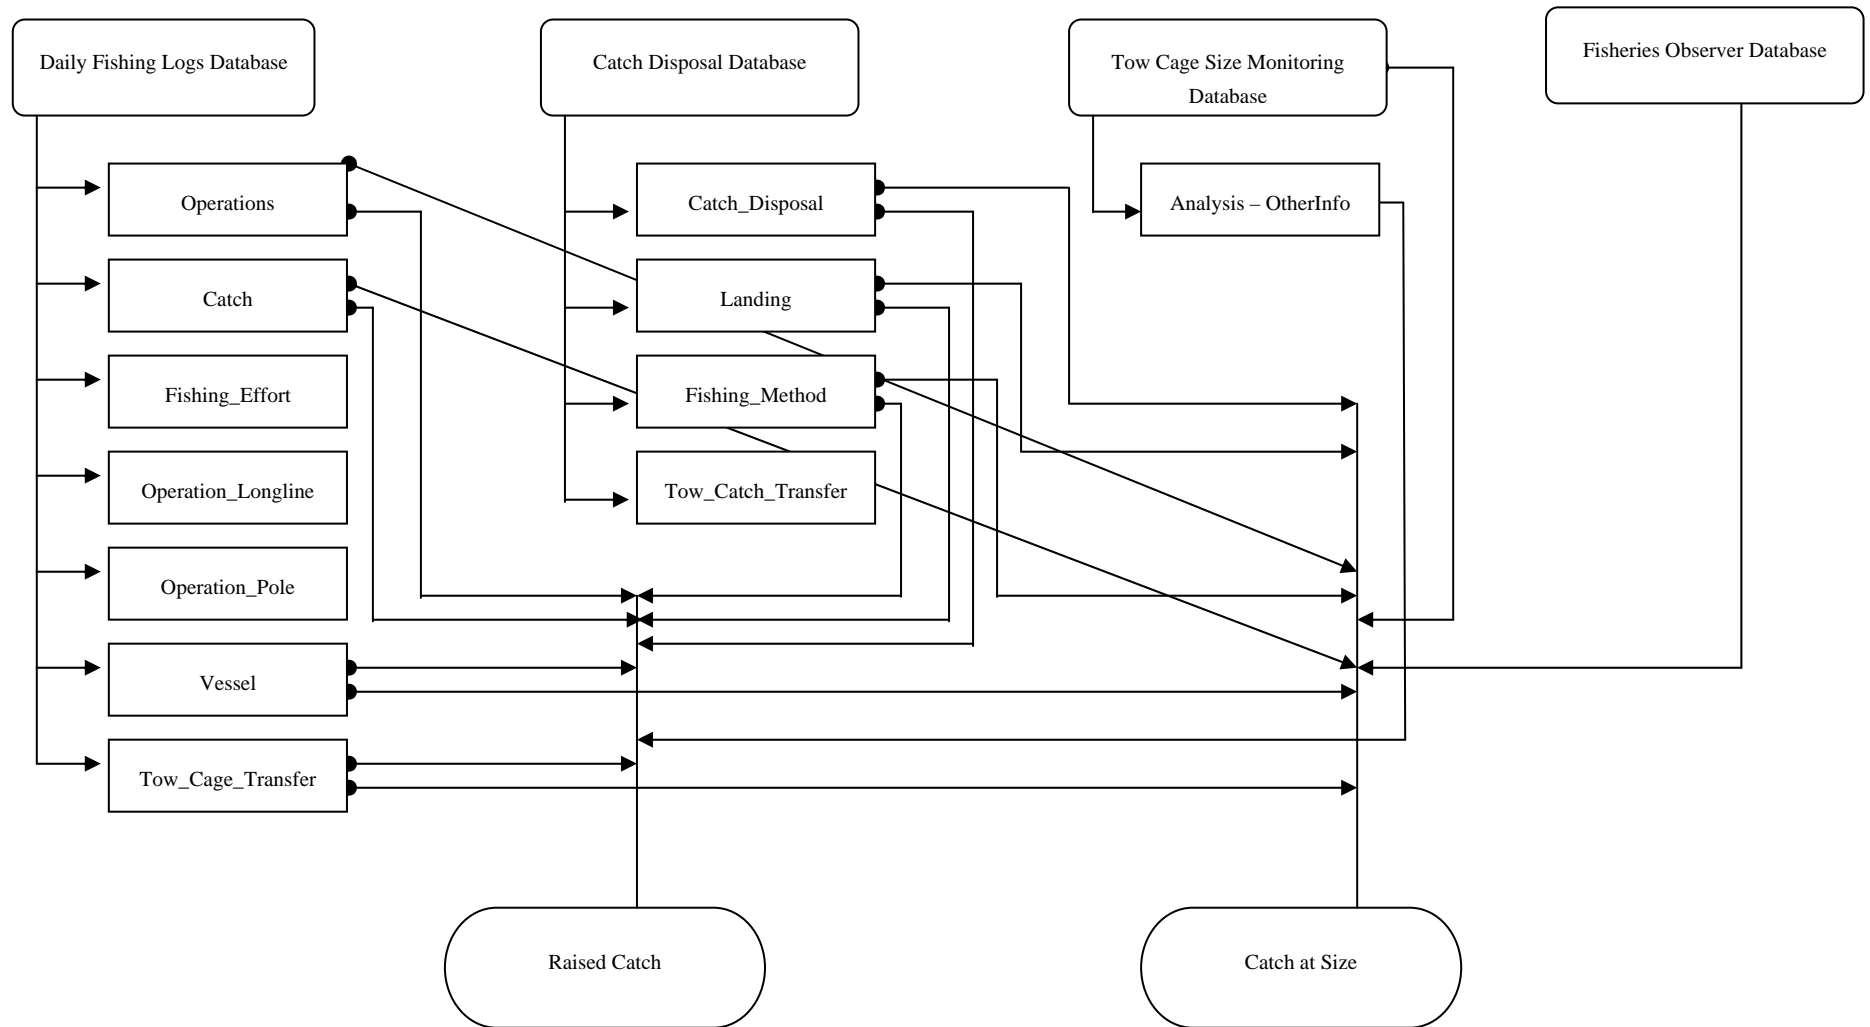 Daily Fishing Logs Database
Catch Disposal Database
Tow Cage Size Monitoring
Database
Fisheries Observer Database
Operations
Catch
Fishing_Effort
Operation_Longline
Operation_Pole
Vessel
Tow_Cage_Transfer
Catch_Disposal
Landing
Fishing_Method
Tow_Catch_Transfer
Analysis – OtherInfo
Raised Catch
Catch at Size